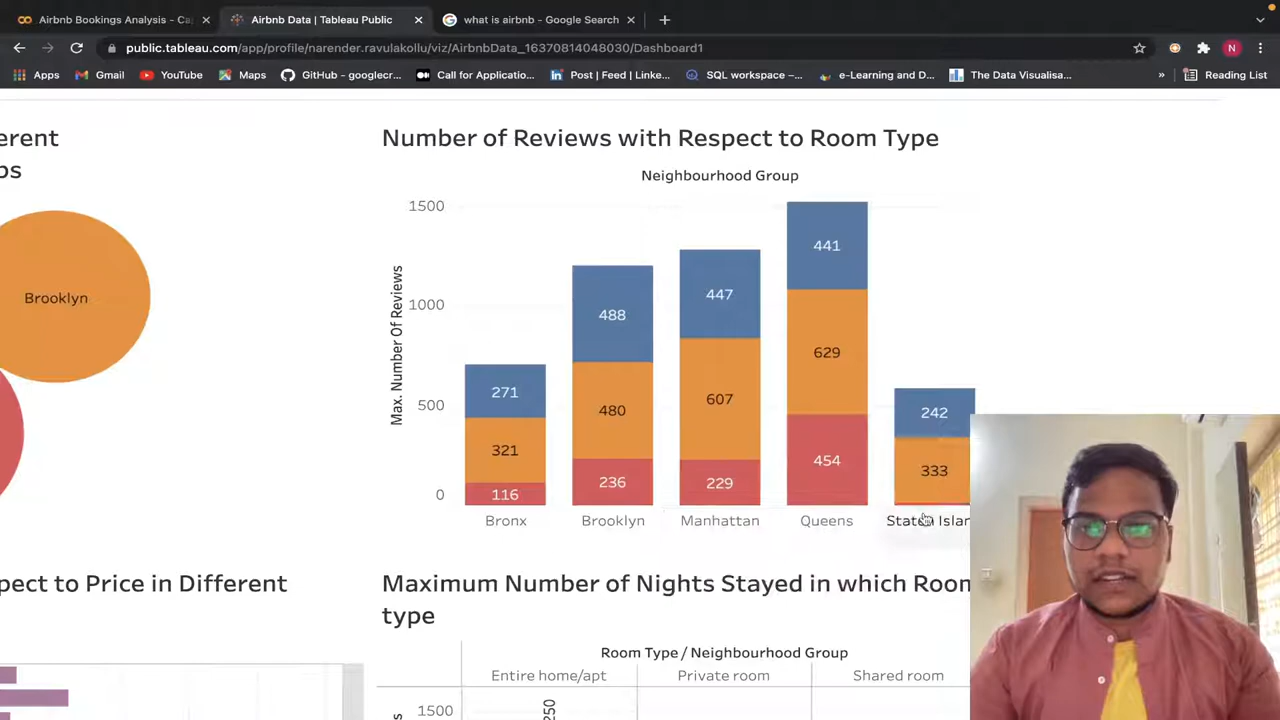 Airbnb Bookings Analysis - Ca
Airbnb Data | Tableau Public
what is airbnb - Google Search
public.tableau.com/app/profile/narender.ravulakollu/viz/AirbnbData_16370814048030/Dashboard1
N
Apps
Gmail
YouTube
Maps
GitHub - googlecr...
Call for Applicatio...
Post | Feed | Linke...
SQL workspace –...
e-Learning and D...
The Data Visualisa...
»
Reading List
erent
ps
Brooklyn
Number of Reviews with Respect to Room Type
Neighbourhood Group
Max. Number Of Reviews
1500
1000
500
0
271
321
116
488
480
236
447
607
229
441
629
454
242
333
Bronx
Brooklyn
Manhattan
Queens
Staten Islan
pect to Price in Different
Maximum Number of Nights Stayed in which Room
type
Room Type / Neighbourhood Group
Entire home/apt
Private room
Shared room
1500
250